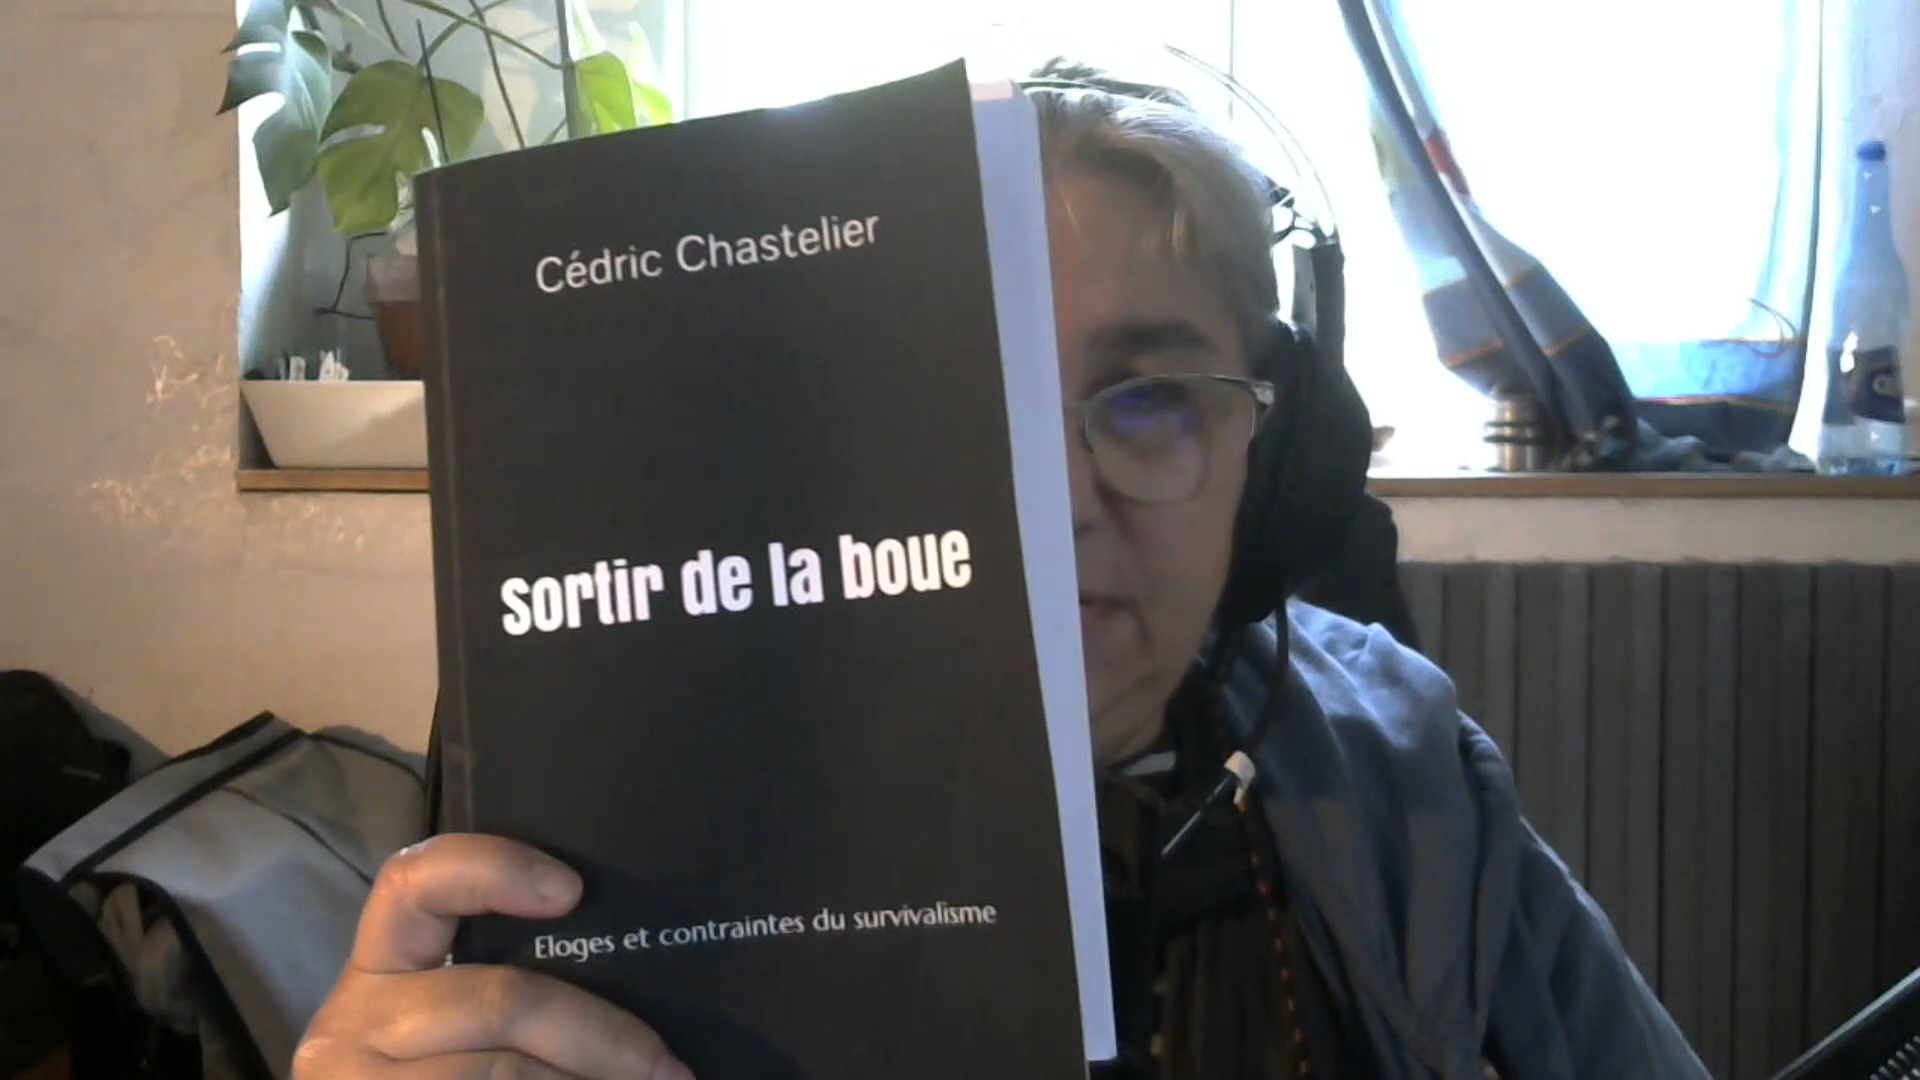 Cédric Chastelier
sortir de la boue
Eloges et contraintes du survivalisme